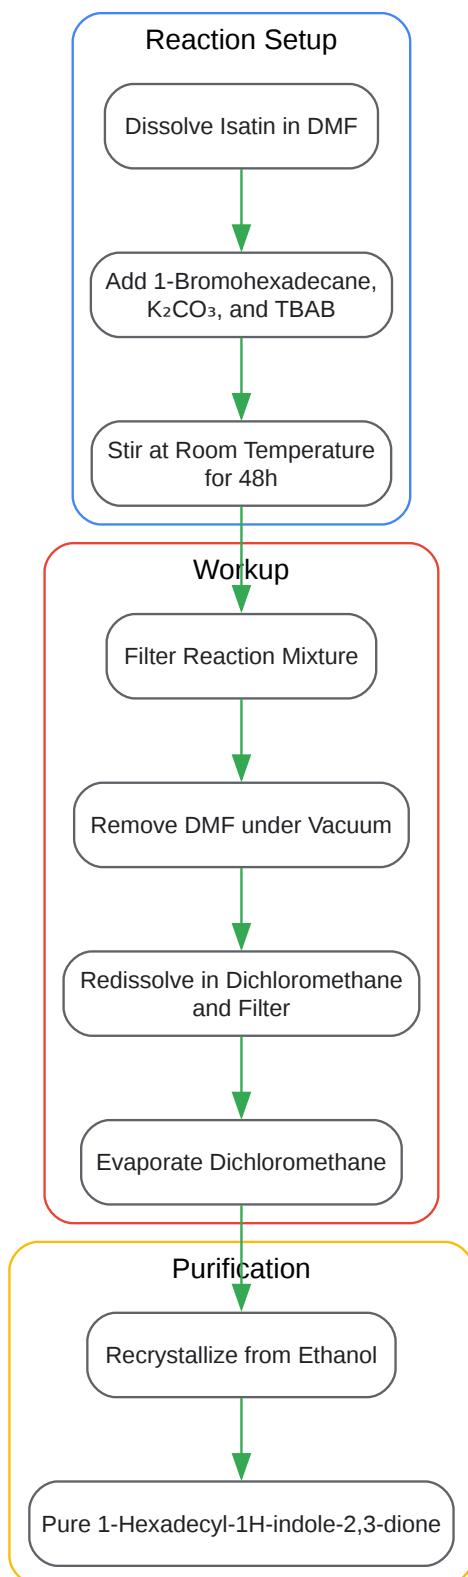 Reaction Setup
Dissolve Isatin in DMF
Add 1-Bromohexadecane,
K₂CO₃, and TBAB
Stir at Room Temperature
for 48h
Workup
Filter Reaction Mixture
Remove DMF under Vacuum
Redissolve in Dichloromethane
and Filter
Evaporate Dichloromethane
Purification
Recrystallize from Ethanol
Pure 1-Hexadecyl-1H-indole-2,3-dione